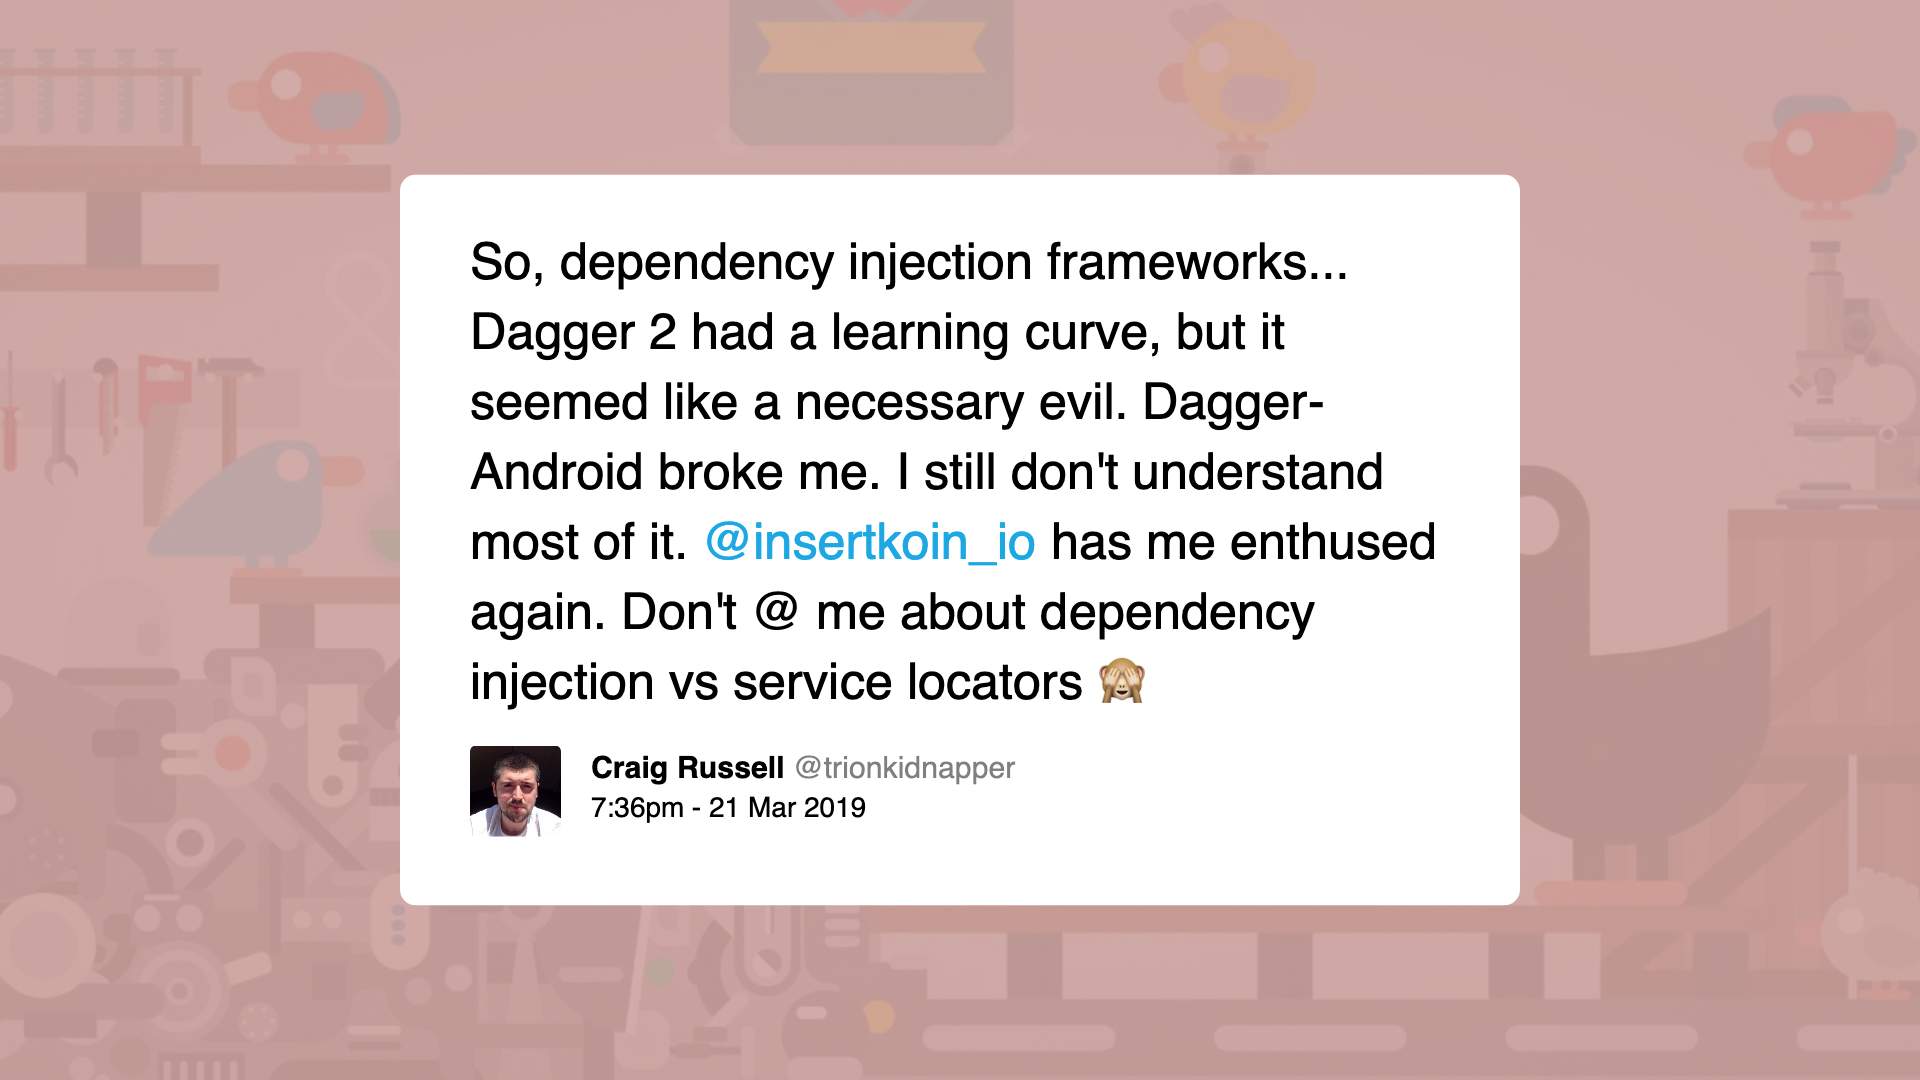 So, dependency injection frameworks...
Dagger 2 had a learning curve, but it
seemed like a necessary evil. Dagger-
Android broke me. I still don't understand
most of it. @insertkoin_io has me enthused
again. Don't @ me about dependency
injection vs service locators 🙈
Craig Russell @trionkidnapper
7:36pm - 21 Mar 2019